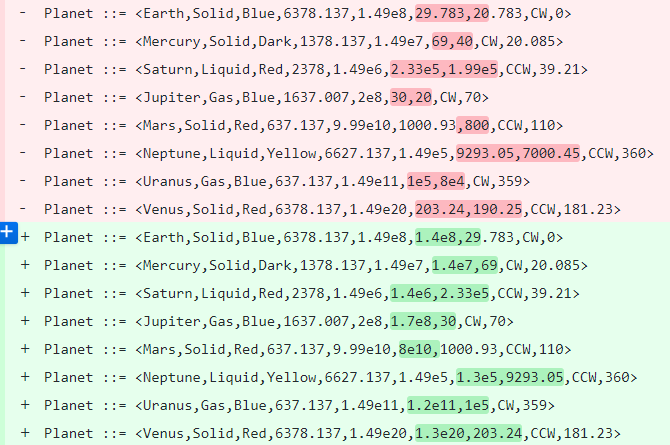 - Planet ::= <Earth,Solid,Blue,6378.137,1.49e8,29.783,20.783,CW,0>
- Planet ::= <Mercury,Solid,Dark,1378.137,1.49e7,69,40,CW,20.085>
- Planet ::= <Saturn,Liquid,Red,2378,1.49e6,2.33e5,1.99e5,CCW,39.21>
- Planet ::= <Jupiter,Gas,Blue,1637.007,2e8,30,20,CW,70>
- Planet ::= <Mars,Solid,Red,637.137,9.99e10,1000.93,800,CCW,110>
- Planet ::= <Neptune,Liquid,Yellow,6627.137,1.49e5,9293.05,7000.45,CCW,360>
- Planet ::= <Uranus,Gas,Blue,637.137,1.49e11,1e5,8e4,CW,359>
- Planet ::= <Venus,Solid,Red,6378.137,1.49e20,203.24,190.25,CCW,181.23>
+ Planet ::= <Earth,Solid,Blue,6378.137,1.49e8,1.4e8,29.783,CW,0>
+ Planet ::= <Mercury,Solid,Dark,1378.137,1.49e7,1.4e7,69,CW,20.085>
+ Planet ::= <Saturn,Liquid,Red,2378,1.49e6,1.4e6,2.33e5,CCW,39.21>
+ Planet ::= <Jupiter,Gas,Blue,1637.007,2e8,1.7e8,30,CW,70>
+ Planet ::= <Mars,Solid,Red,637.137,9.99e10,8e10,1000.93,CCW,110>
+ Planet ::= <Neptune,Liquid,Yellow,6627.137,1.49e5,1.3e5,9293.05,CCW,360>
+ Planet ::= <Uranus,Gas,Blue,637.137,1.49e11,1.2e11,1e5,CW,359>
+ Planet ::= <Venus,Solid,Red,6378.137,1.49e20,1.3e20,203.24,CCW,181.23>